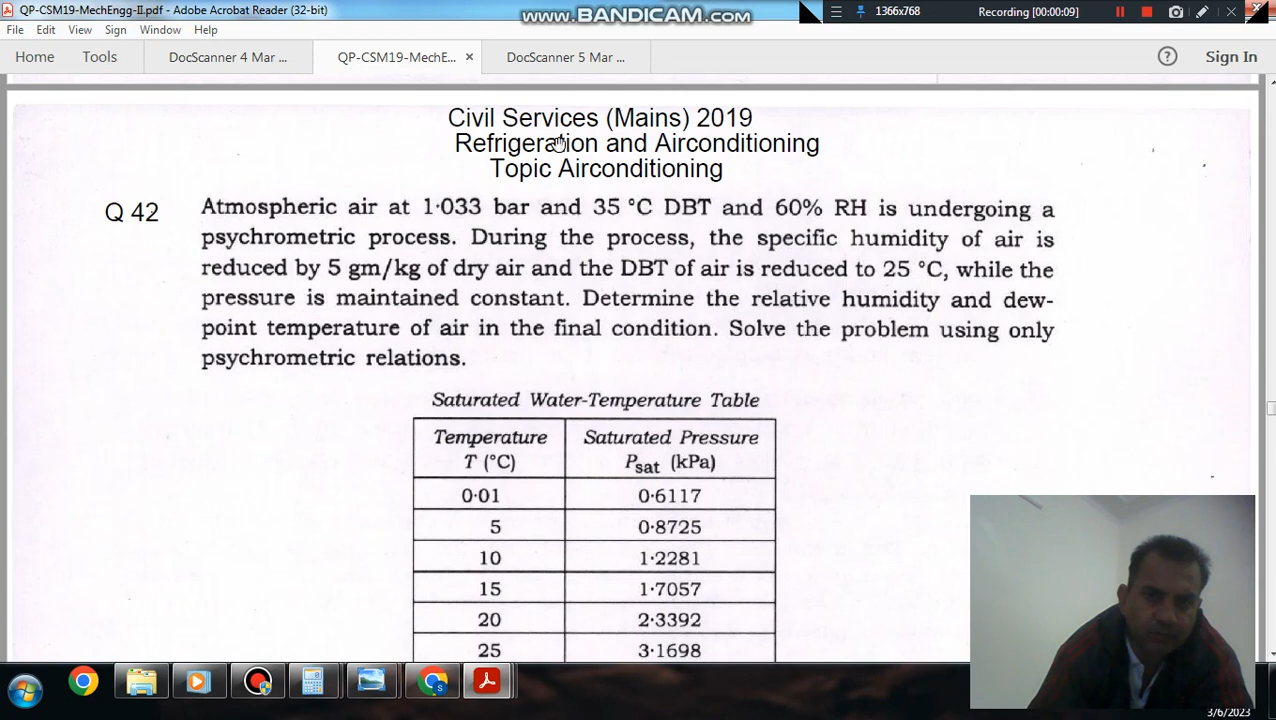 QP-CSM19-MechEngg-II.pdf - Adobe Acrobat Reader (32-bit)
www.BANDICAM.com
1366x768
Recording [00:00:09]
File Edit View Sign Window Help
Home Tools DocScanner 4 Mar ... QP-CSM19-MechE... × DocScanner 5 Mar ... Sign In
Civil Services (Mains) 2019
Refrigeration and Airconditioning
Topic Airconditioning
Q 42
Atmospheric air at 1·033 bar and 35 °C DBT and 60% RH is undergoing a
psychrometric process. During the process, the specific humidity of air is
reduced by 5 gm/kg of dry air and the DBT of air is reduced to 25 °C, while the
pressure is maintained constant. Determine the relative humidity and dew-
point temperature of air in the final condition. Solve the problem using only
psychrometric relations.
Saturated Water-Temperature Table
Temperature Saturated Pressure
T (°C) Psat (kPa)
0·01 0·6117
5 0·8725
10 1·2281
15 1·7057
20 2·3392
25 3·1698
3/6/2023